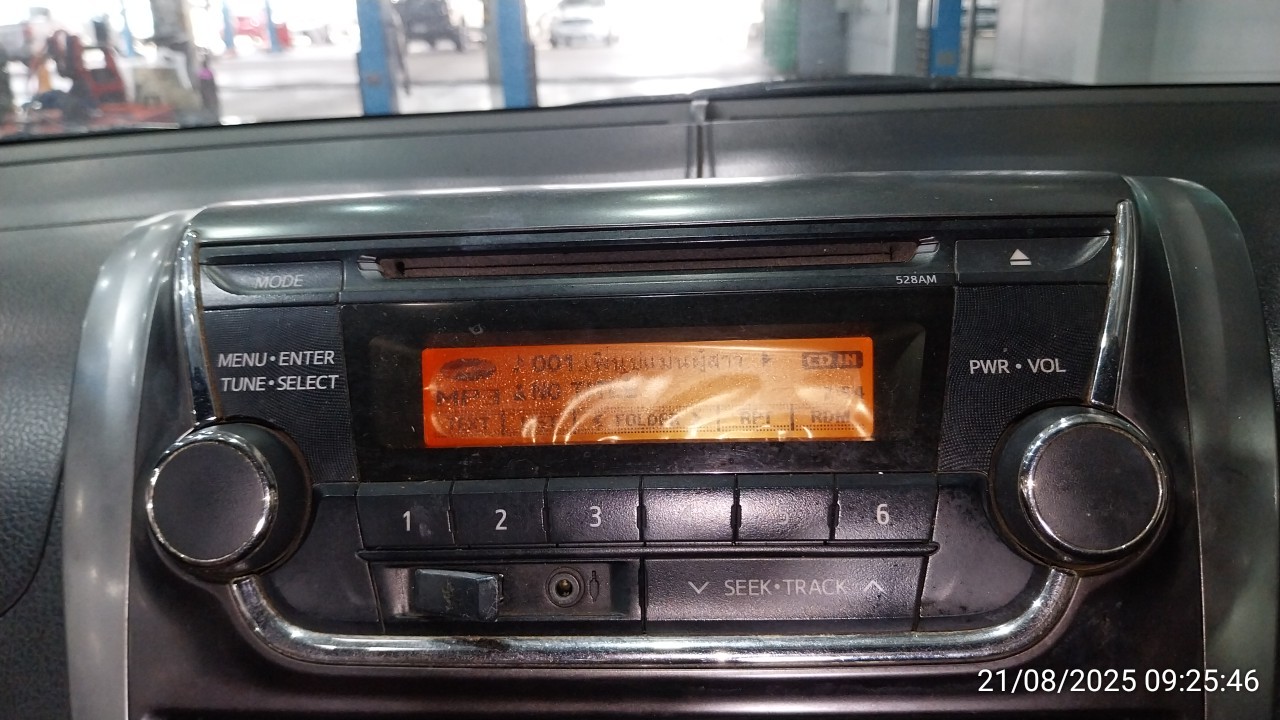 MODE
528AM
MENU•ENTER
TUNE•SELECT
PWR • VOL
001
CD IN
MP3
FOLDER
RPT
RDM
1
2
3
6
SEEK•TRACK
21/08/2025 09:25:46